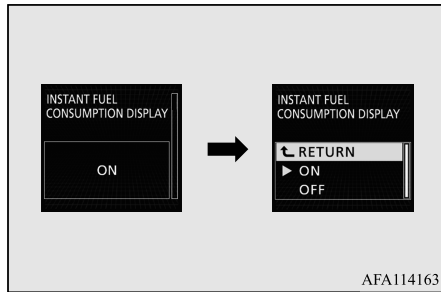 INSTANT FUEL
CONSUMPTION DISPLAY
ON
INSTANT FUEL
CONSUMPTION DISPLAY
RETURN
ON
OFF
AFA114163